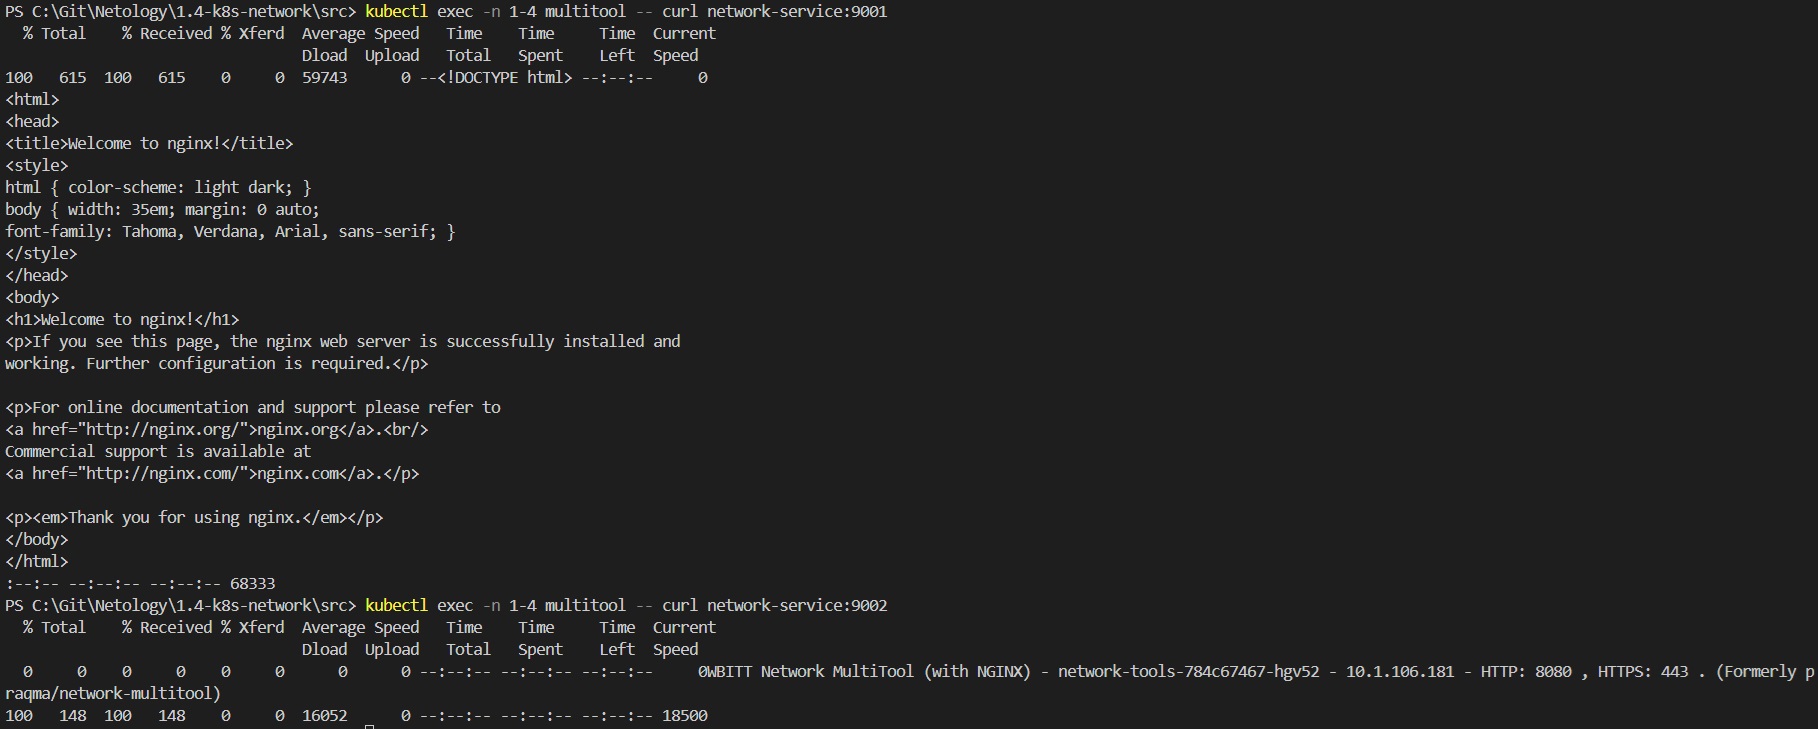 PS C:\Git\Netology\1.4-k8s-network\src> kubectl exec -n 1-4 multitool -- curl network-service:9001
  % Total    % Received % Xferd  Average Speed   Time    Time     Time  Current
                                 Dload  Upload   Total   Spent    Left  Speed
100   615  100   615    0     0  59743      0 --<!DOCTYPE html> --:--:--     0
<html>
<head>
<title>Welcome to nginx!</title>
<style>
html { color-scheme: light dark; }
body { width: 35em; margin: 0 auto;
font-family: Tahoma, Verdana, Arial, sans-serif; }
</style>
</head>
<body>
<h1>Welcome to nginx!</h1>
<p>If you see this page, the nginx web server is successfully installed and
working. Further configuration is required.</p>

<p>For online documentation and support please refer to
<a href="http://nginx.org/">nginx.org</a>.<br/>
Commercial support is available at
<a href="http://nginx.com/">nginx.com</a>.</p>

<p><em>Thank you for using nginx.</em></p>
</body>
</html>
:--:-- --:--:-- --:--:-- 68333
PS C:\Git\Netology\1.4-k8s-network\src> kubectl exec -n 1-4 multitool -- curl network-service:9002
  % Total    % Received % Xferd  Average Speed   Time    Time     Time  Current
                                 Dload  Upload   Total   Spent    Left  Speed
  0     0    0     0    0     0      0      0 --:--:-- --:--:-- --:--:--     0WBITT Network MultiTool (with NGINX) - network-tools-784c67467-hgv52 - 10.1.106.181 - HTTP: 8080 , HTTPS: 443 . (Formerly p
raqma/network-multitool)
100   148  100   148    0     0  16052      0 --:--:-- --:--:-- --:--:-- 18500